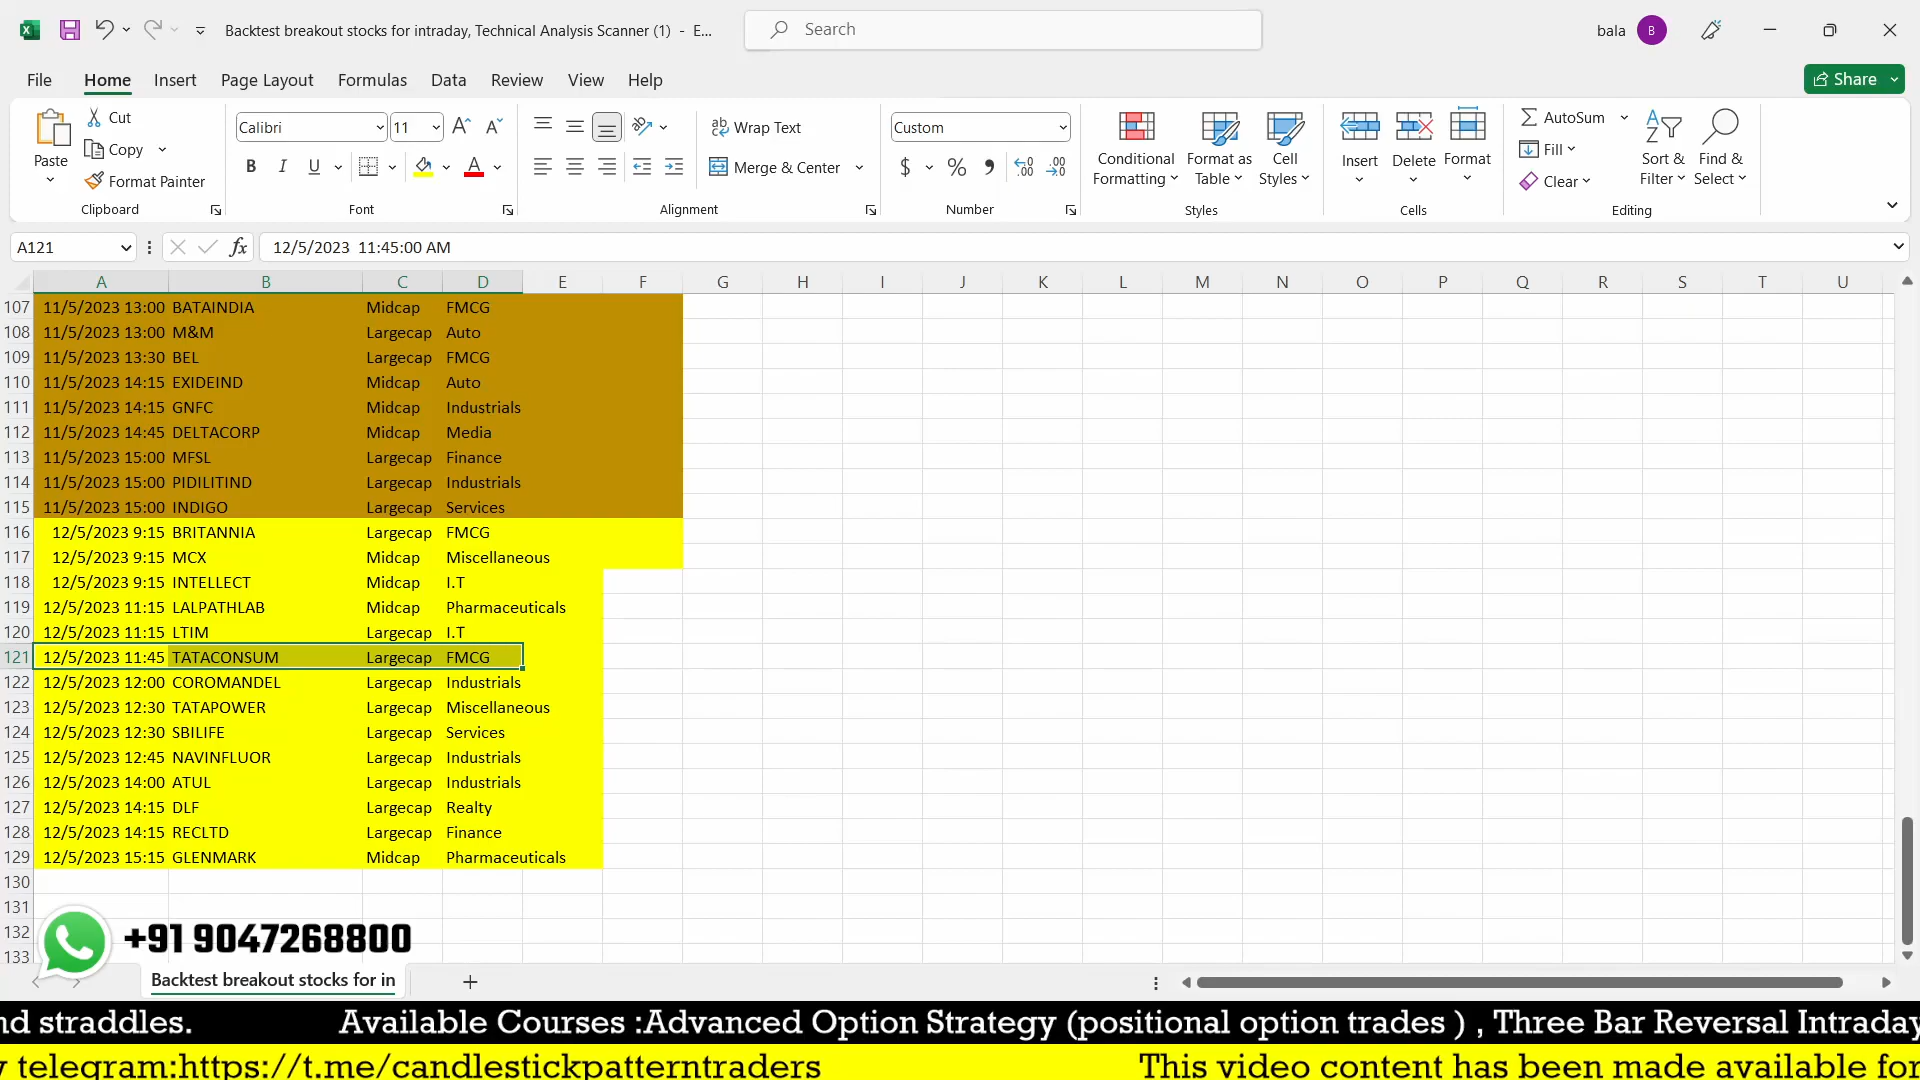 Backtest breakout stocks for intraday, Technical Analysis Scanner (1) - E...
Search
bala
B
File Home Insert Page Layout Formulas Data Review View Help
Share
Paste
Cut
Copy
Format Painter
Clipboard
Calibri
11
B I U
Font
Wrap Text
Merge & Center
Alignment
Custom
$ %
Number
Conditional Formatting
Format as Table
Cell Styles
Styles
Insert
Delete
Format
Cells
AutoSum
Fill
Clear
Sort & Filter
Find & Select
Editing
A121
fx
12/5/2023 11:45:00 AM
A B C D E F G H I J K L M N O P Q R S T U
107 11/5/2023 13:00 BATAINDIA Midcap FMCG
108 11/5/2023 13:00 M&M Largecap Auto
109 11/5/2023 13:30 BEL Largecap FMCG
110 11/5/2023 14:15 EXIDEIND Midcap Auto
111 11/5/2023 14:15 GNFC Midcap Industrials
112 11/5/2023 14:45 DELTACORP Midcap Media
113 11/5/2023 15:00 MFSL Largecap Finance
114 11/5/2023 15:00 PIDILITIND Largecap Industrials
115 11/5/2023 15:00 INDIGO Largecap Services
116 12/5/2023 9:15 BRITANNIA Largecap FMCG
117 12/5/2023 9:15 MCX Midcap Miscellaneous
118 12/5/2023 9:15 INTELLECT Midcap I.T
119 12/5/2023 11:15 LALPATHLAB Midcap Pharmaceuticals
120 12/5/2023 11:15 LTIM Largecap I.T
121 12/5/2023 11:45 TATACONSUM Largecap FMCG
122 12/5/2023 12:00 COROMANDEL Largecap Industrials
123 12/5/2023 12:30 TATAPOWER Largecap Miscellaneous
124 12/5/2023 12:30 SBILIFE Largecap Services
125 12/5/2023 12:45 NAVINFLUOR Largecap Industrials
126 12/5/2023 14:00 ATUL Largecap Industrials
127 12/5/2023 14:15 DLF Largecap Realty
128 12/5/2023 14:15 RECLTD Largecap Finance
129 12/5/2023 15:15 GLENMARK Midcap Pharmaceuticals
130
131
132
133
+91 9047268800
Backtest breakout stocks for in
nd straddles. Available Courses :Advanced Option Strategy (positional option trades ) , Three Bar Reversal Intraday
telegram:https://t.me/candlestickpatterntraders This video content has been made available for